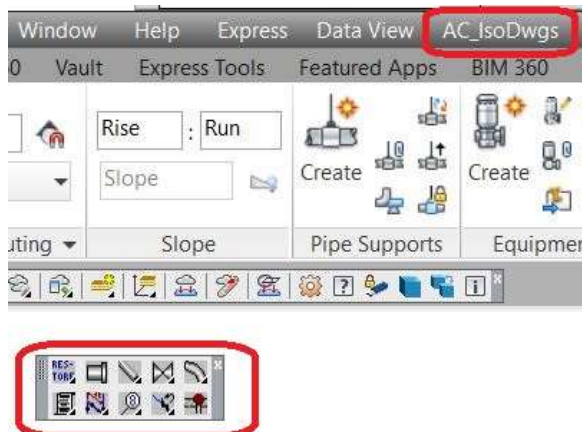 Window Help Express Data View AC_IsoDwgs
0 Vault Express Tools Featured Apps BIM 360
Rise : Run
Slope
Create
Create
uting Slope Pipe Supports Equipmen
?
i
RES-
TORE